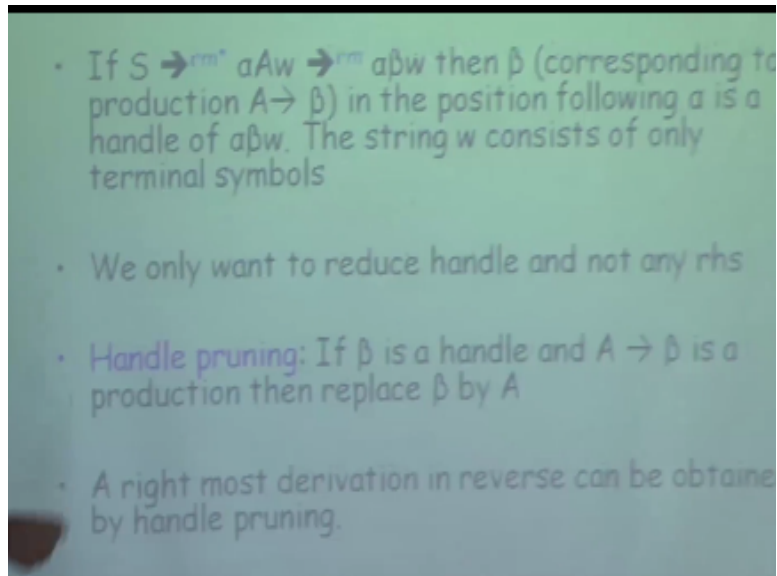 • If S →rm* αAw →rm αβw then β (corresponding to
production A→ β) in the position following α is a
handle of αβw. The string w consists of only
terminal symbols
• We only want to reduce handle and not any rhs
• Handle pruning: If β is a handle and A → β is a
production then replace β by A
• A right most derivation in reverse can be obtaine
by handle pruning.